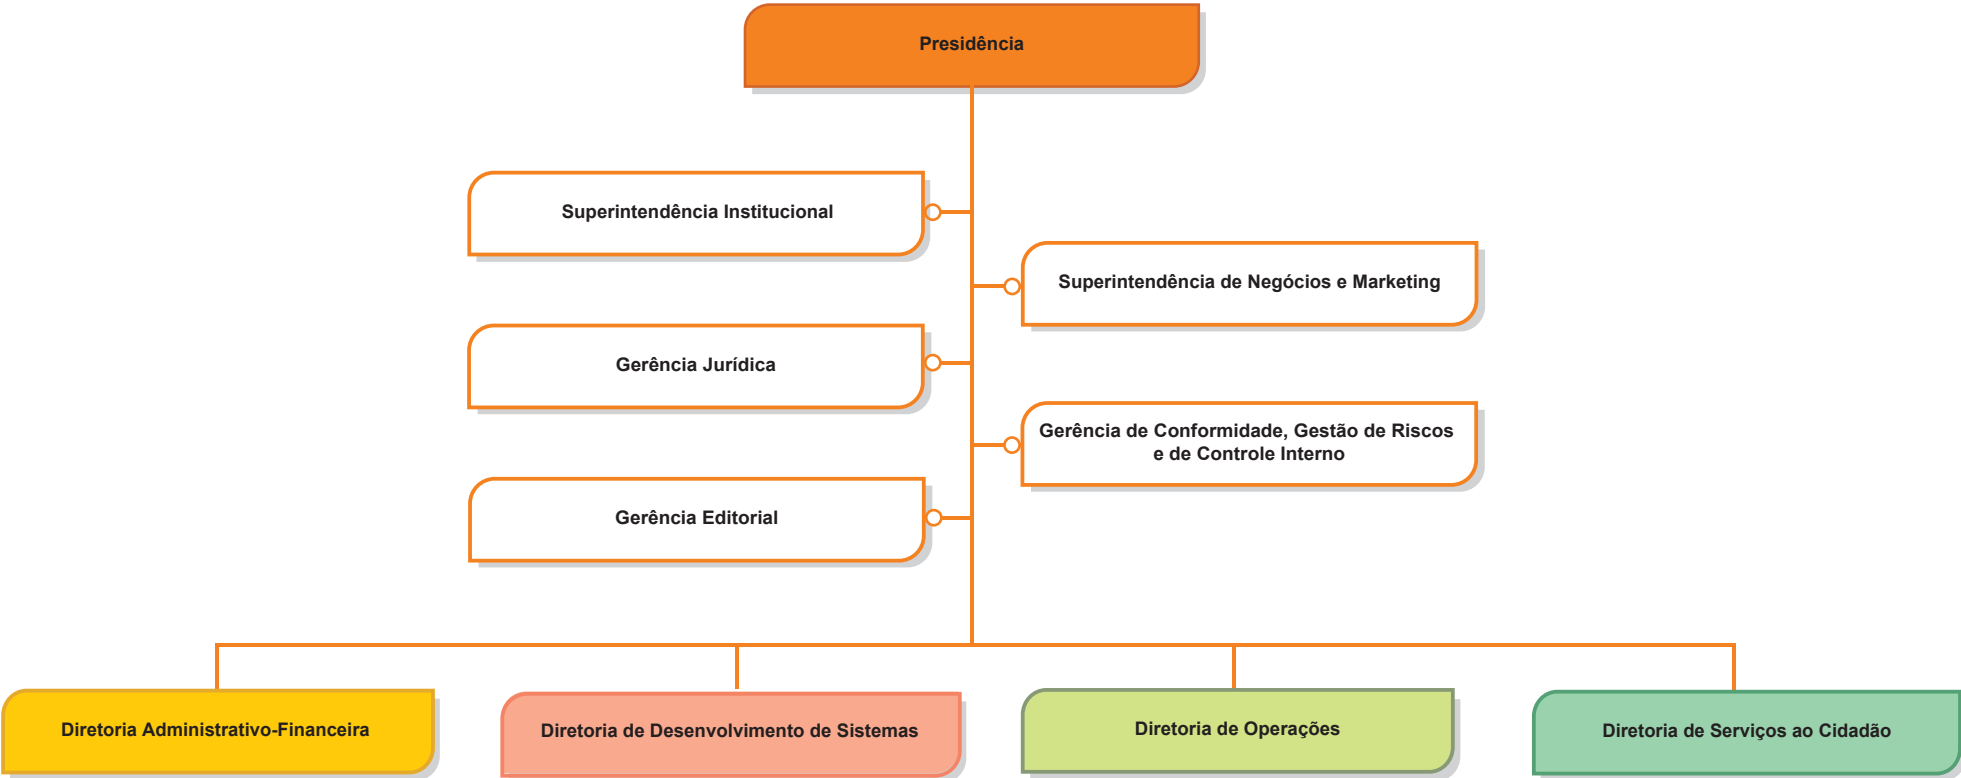 Presidência
Superintendência Institucional
Superintendência de Negócios e Marketing
Gerência Jurídica
Gerência de Conformidade, Gestão de Riscos
e de Controle Interno
Gerência Editorial
Diretoria Administrativo-Financeira
Diretoria de Desenvolvimento de Sistemas
Diretoria de Operações
Diretoria de Serviços ao Cidadão